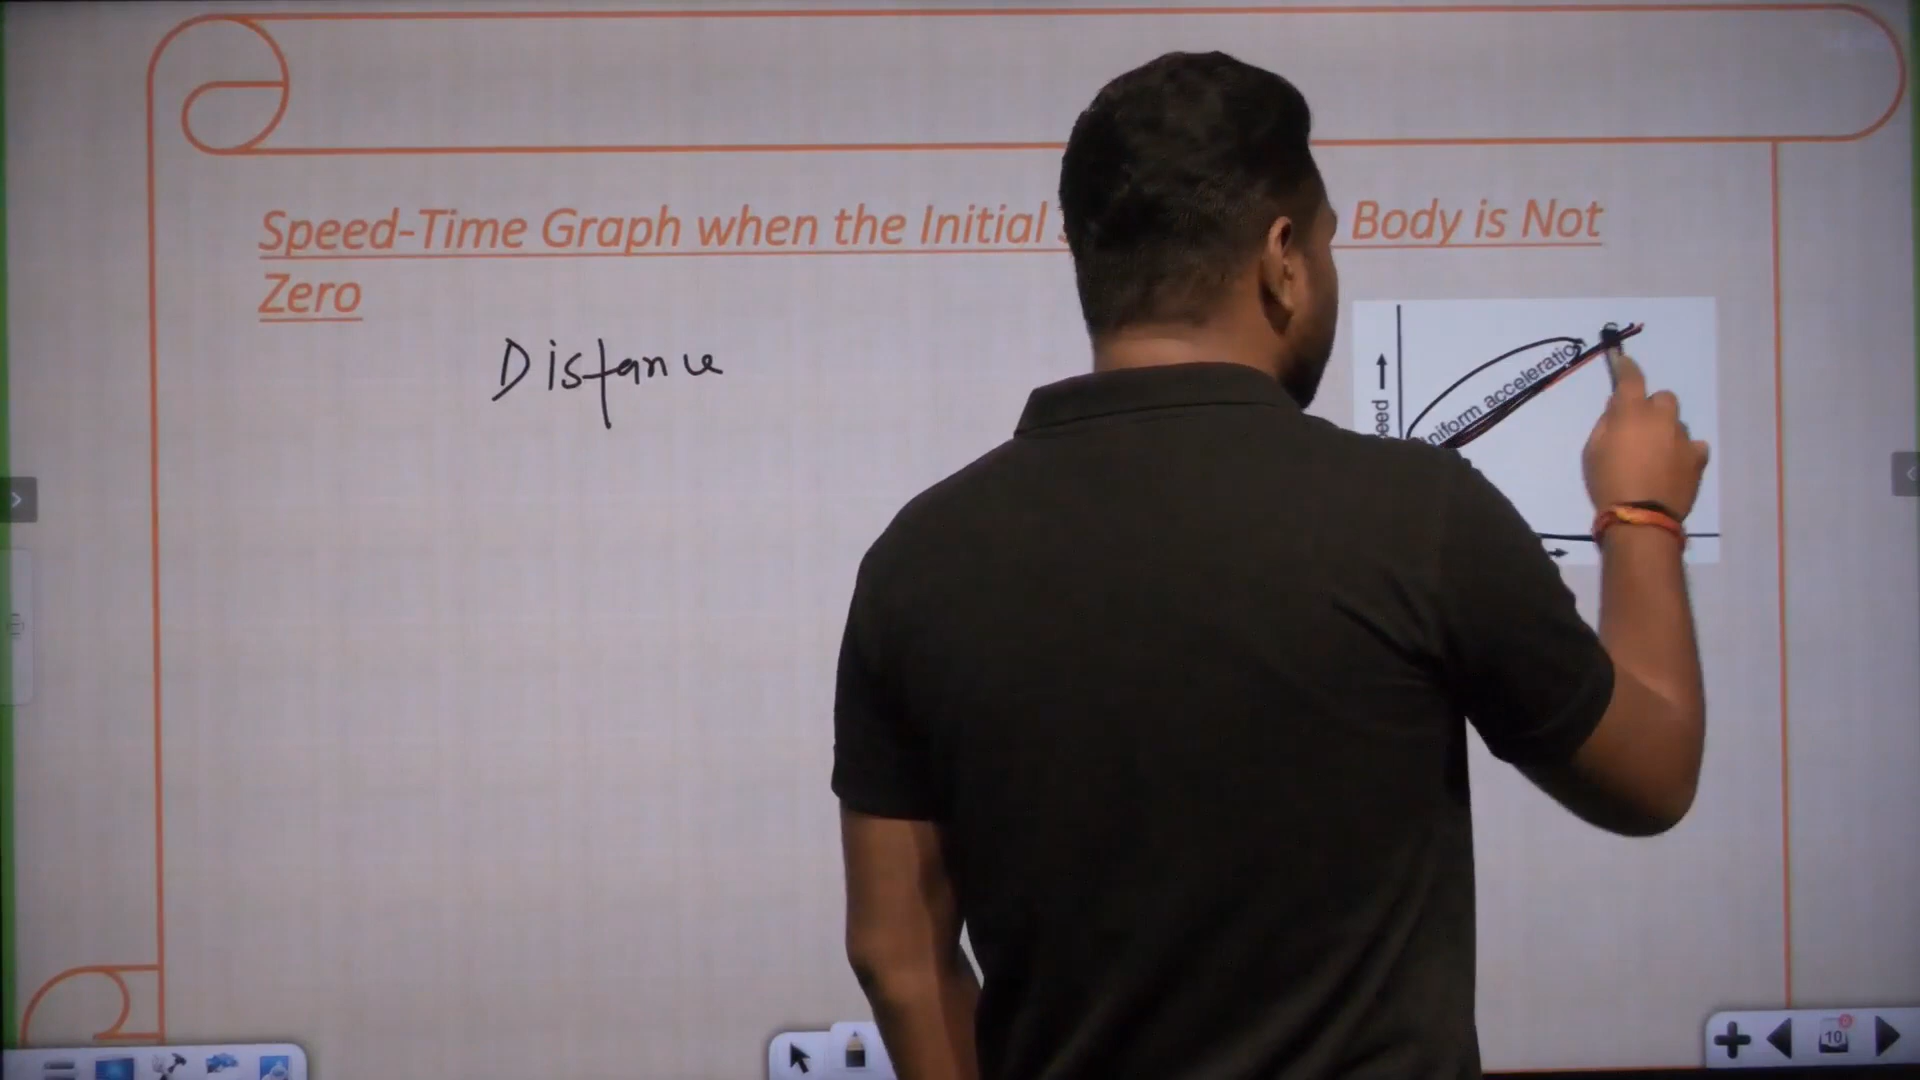 Speed-Time Graph when the Initial Body is Not
Zero
Distance
uniform acceleration
10